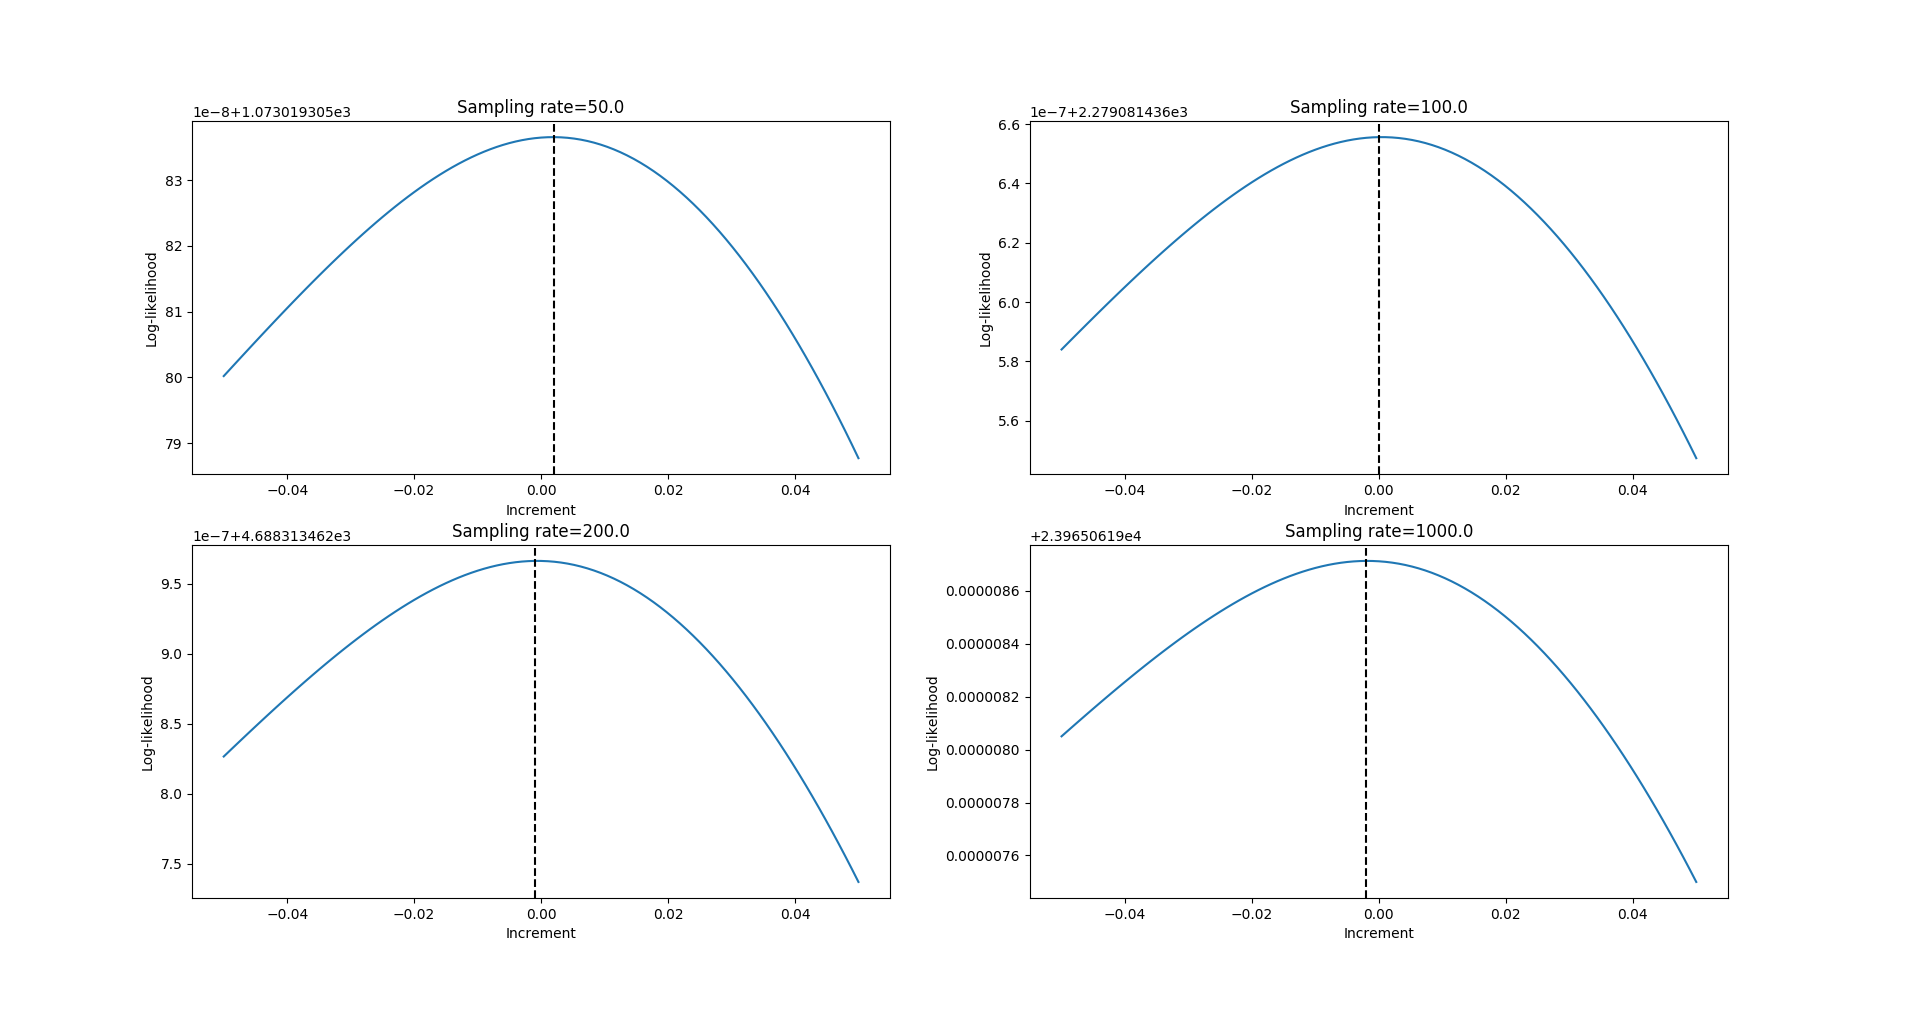 Sampling rate=50.0
1e−8+1.073019305e3
83
82
81
80
79
Log-likelihood
−0.04 −0.02 0.00 0.02 0.04
Increment
Sampling rate=100.0
1e−7+2.279081436e3
6.6
6.4
6.2
6.0
5.8
5.6
Log-likelihood
−0.04 −0.02 0.00 0.02 0.04
Increment
Sampling rate=200.0
1e−7+4.688313462e3
9.5
9.0
8.5
8.0
7.5
Log-likelihood
−0.04 −0.02 0.00 0.02 0.04
Increment
Sampling rate=1000.0
+2.39650619e4
0.0000086
0.0000084
0.0000082
0.0000080
0.0000078
0.0000076
Log-likelihood
−0.04 −0.02 0.00 0.02 0.04
Increment